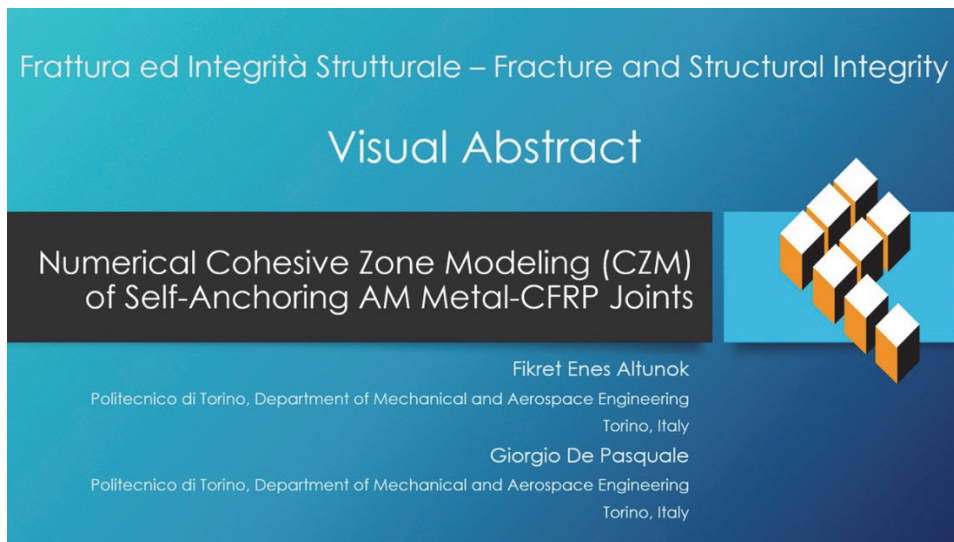 Frattura ed Integrità Strutturale – Fracture and Structural Integrity
Visual Abstract
Numerical Cohesive Zone Modeling (CZM)
of Self-Anchoring AM Metal-CFRP Joints
Fikret Enes Altunok
Politecnico di Torino, Department of Mechanical and Aerospace Engineering
Torino, Italy
Giorgio De Pasquale
Politecnico di Torino, Department of Mechanical and Aerospace Engineering
Torino, Italy